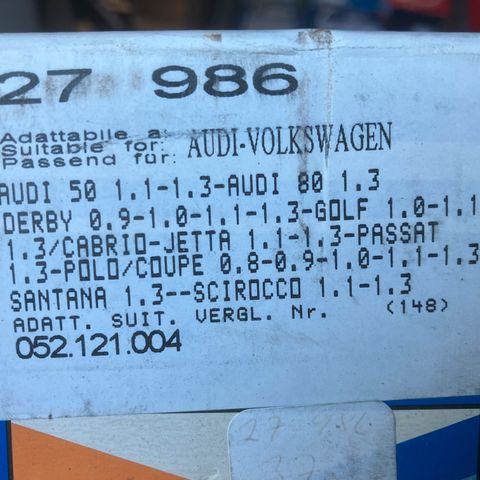 27 986
Adattabile a:
Suitable for: AUDI-VOLKSWAGEN
Passend für:
AUDI 50 1.1-1.3-AUDI 80 1.3
DERBY 0.9-1.0-1.1-1.3-GOLF 1.0-1.1
1.3/CABRIO-JETTA 1.1-1.3-PASSAT
1.3-POLO/COUPE 0.8-0.9-1.0-1.1-1.3
SANTANA 1.3--SCIROCCO 1.1-1.3
ADATT. SUIT. VERGL. Nr. (148)
052.121.004
27 986
37